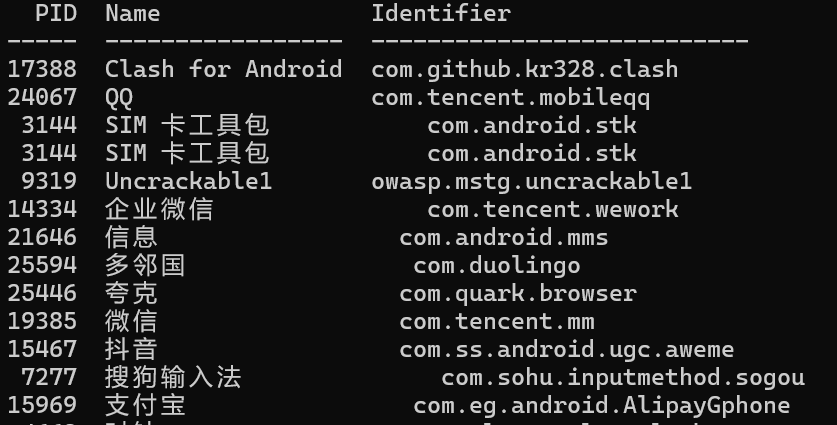 PID Name Identifier
----- ----------------- ---------------------------
17388 Clash for Android com.github.kr328.clash
24067 QQ com.tencent.mobileqq
3144 SIM 卡工具包 com.android.stk
3144 SIM 卡工具包 com.android.stk
9319 Uncrackable1 owasp.mstg.uncrackable1
14334 企业微信 com.tencent.wework
21646 信息 com.android.mms
25594 多邻国 com.duolingo
25446 夸克 com.quark.browser
19385 微信 com.tencent.mm
15467 抖音 com.ss.android.ugc.aweme
7277 搜狗输入法 com.sohu.inputmethod.sogou
15969 支付宝 com.eg.android.AlipayGphone